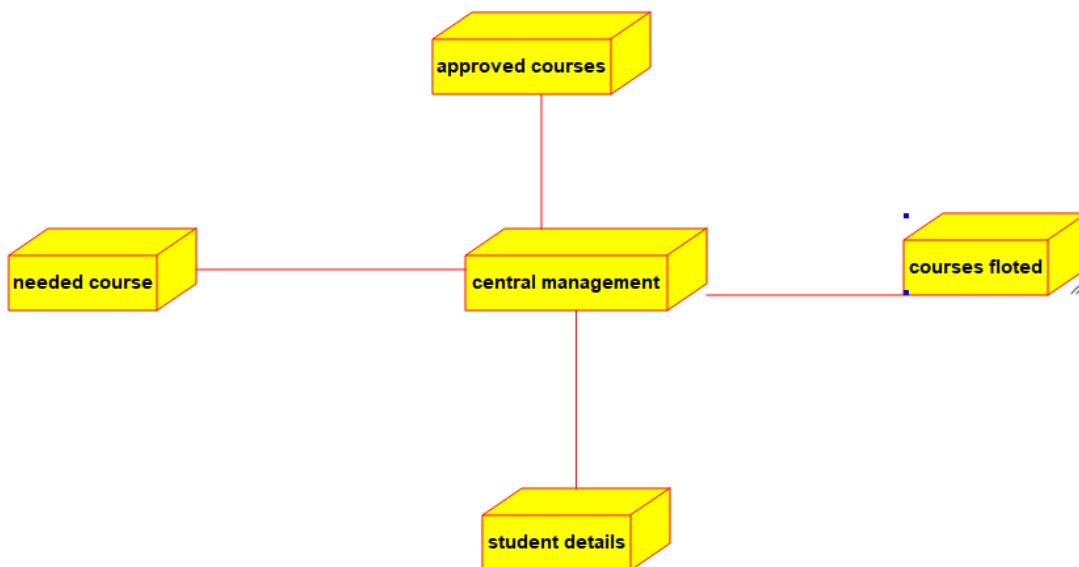 approved courses
needed course
central management
courses floted
student details